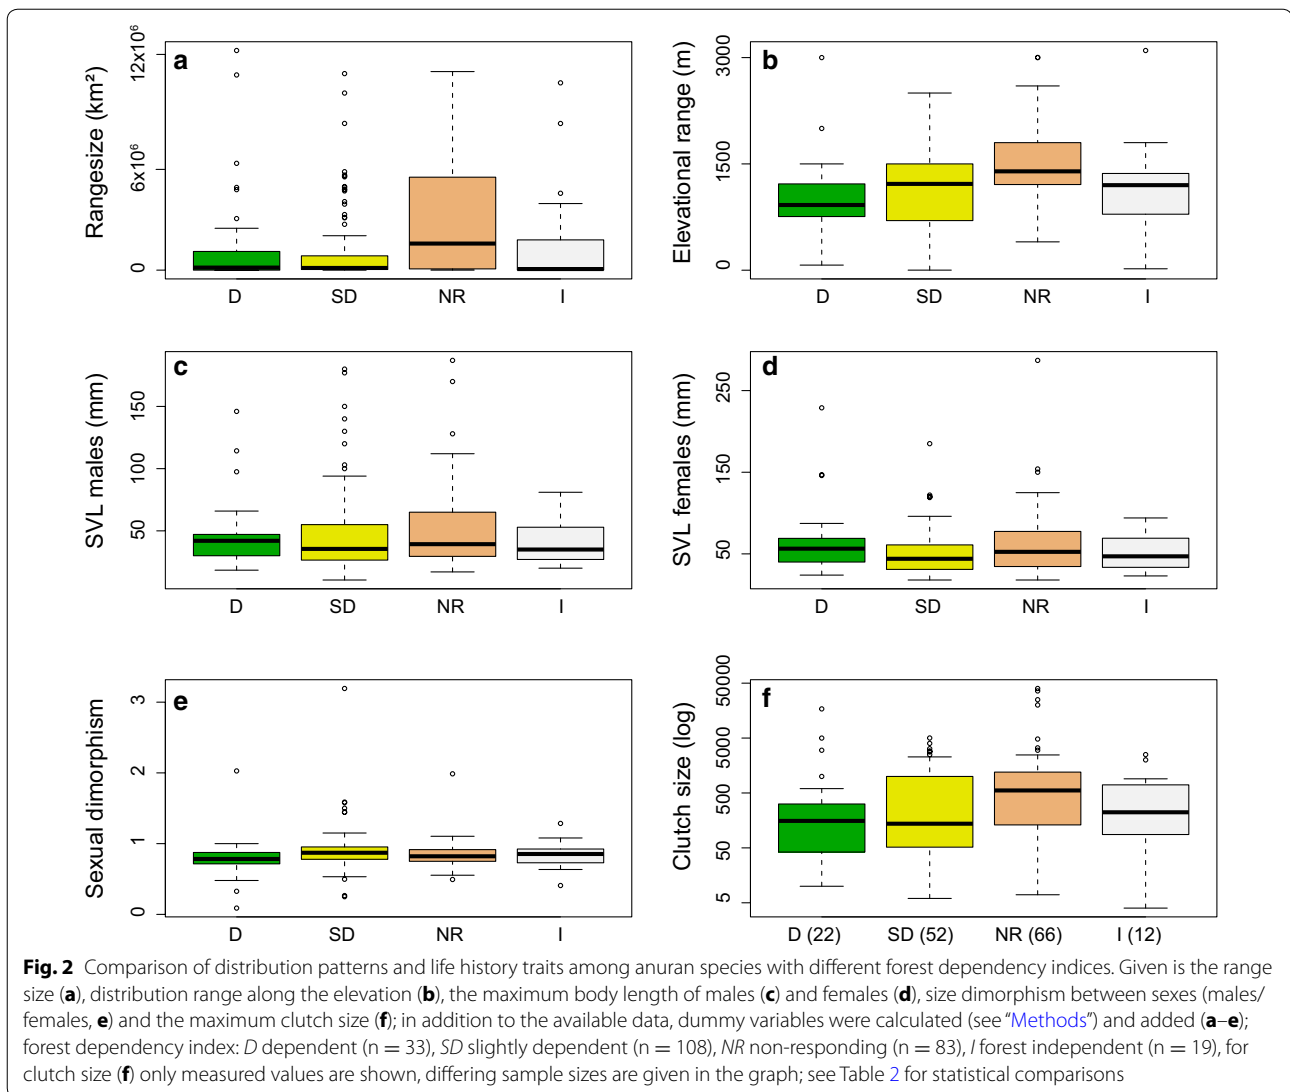 a
Rangesize (km²)
12x10⁶
6x10⁶
0
D SD NR I
b
Elevational range (m)
3000
1500
0
D SD NR I
c
SVL males (mm)
150
100
50
D SD NR I
d
SVL females (mm)
250
150
50
D SD NR I
e
Sexual dimorphism
3
2
1
0
D SD NR I
f
Clutch size (log)
50000
5000
500
50
5
D (22) SD (52) NR (66) I (12)
Fig. 2 Comparison of distribution patterns and life history traits among anuran species with different forest dependency indices. Given is the range
size (a), distribution range along the elevation (b), the maximum body length of males (c) and females (d), size dimorphism between sexes (males/
females, e) and the maximum clutch size (f); in addition to the available data, dummy variables were calculated (see “Methods”) and added (a–e);
forest dependency index: D dependent (n = 33), SD slightly dependent (n = 108), NR non-responding (n = 83), I forest independent (n = 19), for
clutch size (f) only measured values are shown, differing sample sizes are given in the graph; see Table 2 for statistical comparisons